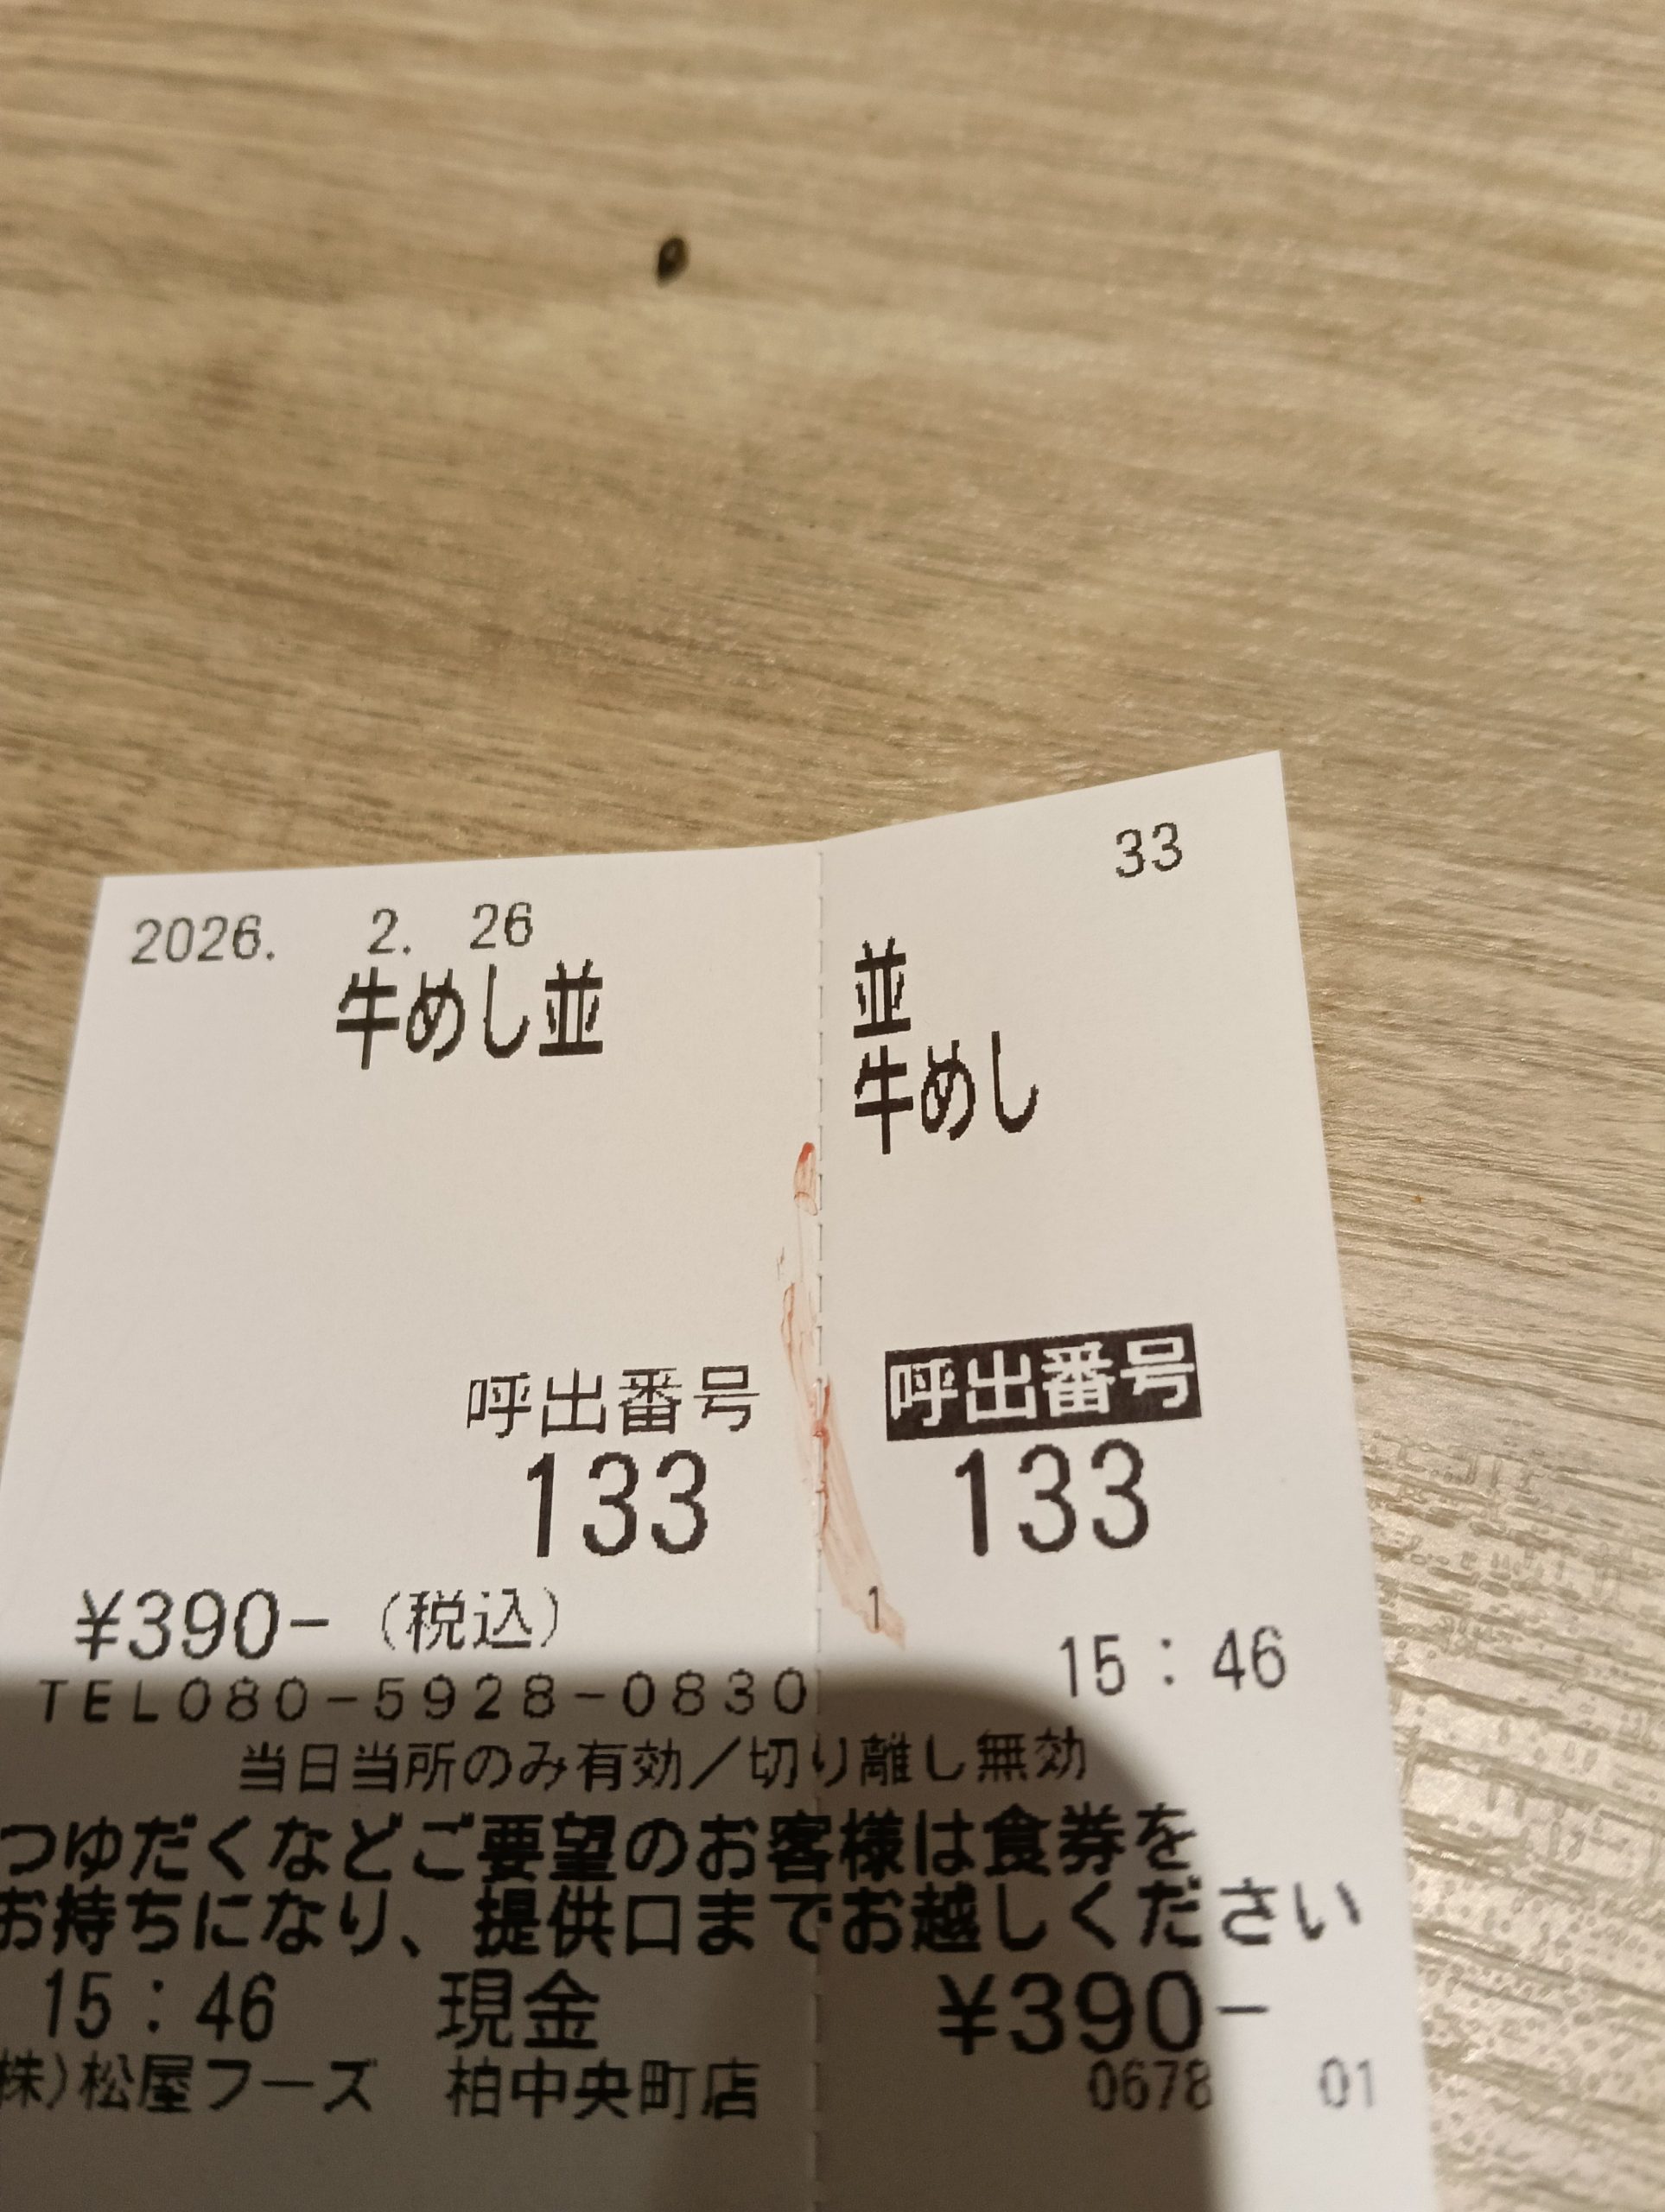 33
2026. 2. 26
牛めし並
並
牛めし
呼出番号
133
呼出番号
133
¥390- (税込)
1
15:46
TEL080-5928-0830
当日当所のみ有効/切り離し無効
つゆだくなどご要望のお客様は食券を
お持ちになり、提供口までお越しください
15:46 現金 ¥390-
株)松屋フーズ 柏中央町店 0678 01